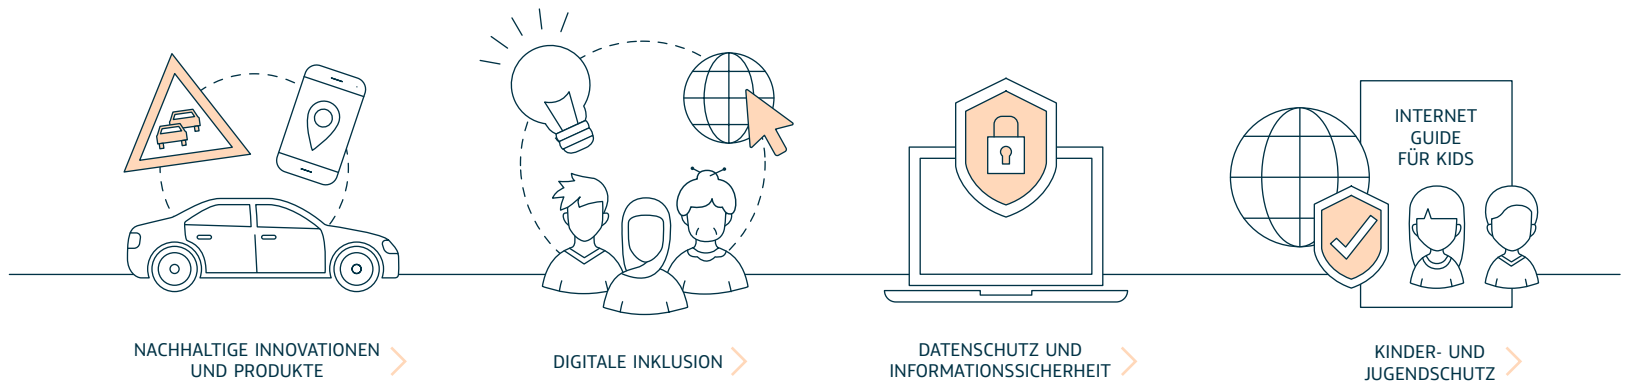 INTERNET
GUIDE
FÜR KIDS
NACHHALTIGE INNOVATIONEN
UND PRODUKTE
DIGITALE INKLUSION
DATENSCHUTZ UND
INFORMATIONSSICHERHEIT
KINDER- UND
JUGENDSCHUTZ